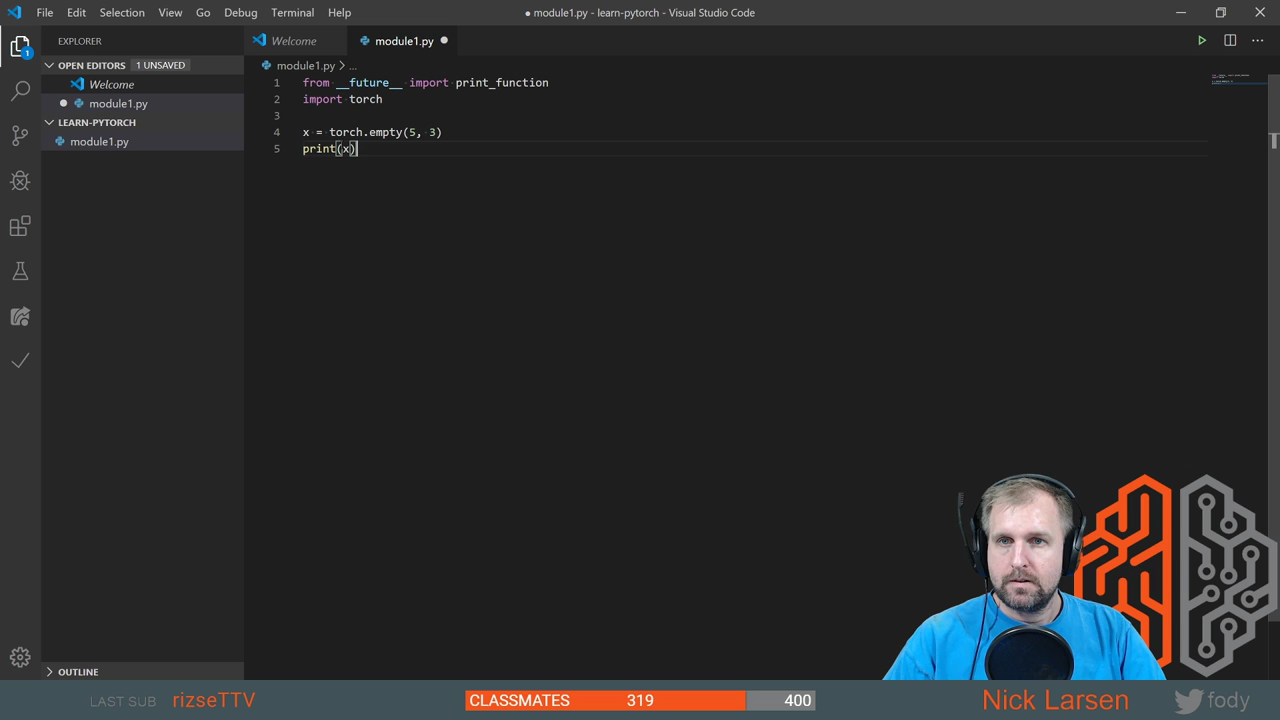 File Edit Selection View Go Debug Terminal Help
● module1.py - learn-pytorch - Visual Studio Code
EXPLORER
Welcome
module1.py
OPEN EDITORS 1 UNSAVED
module1.py > ...
Welcome
module1.py
LEARN-PYTORCH
module1.py
1 from __future__ import print_function
2 import torch
3
4 x = torch.empty(5, 3)
5 print(x)
1
OUTLINE
LAST SUB rizseTTV
CLASSMATES 319 400
Nick Larsen
fody